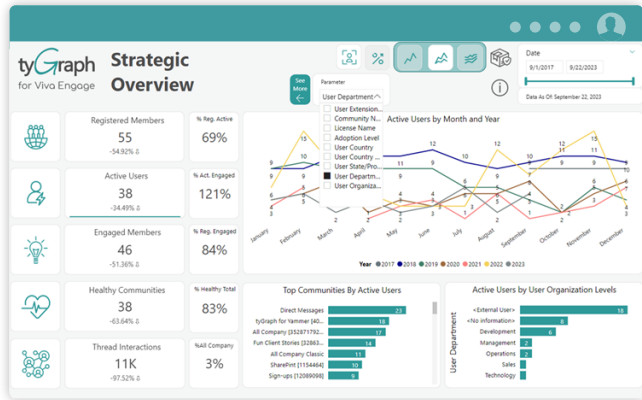 tyGraph
for Viva Engage
Strategic
Overview
See
More
Parameter
User Department
User Extension...
Community N...
License Name
Adoption Level
User Country
User Country ...
User State/Pro...
User Departm...
User Organiza...
Date
9/1/2017
9/22/2023
Data As Of: September 22, 2023
Registered Members
55
-54.92%
% Reg. Active
69%
Active Users
38
-34.49%
% Act. Engaged
121%
Engaged Members
46
-51.36%
% Reg. Engaged
84%
Healthy Communities
38
-63.64%
% Healthy Total
83%
Thread Interactions
11K
-97.52%
%All Company
3%
Active Users by Month and Year
January
February
March
April
May
June
July
August
September
October
November
December
Year 2017 2018 2019 2020 2021 2022 2023
Top Communities By Active Users
Direct Messages 23
tyGraph for Yammer [40... 18
All Company [352871792... 17
Fun Client Stories [32863... 14
All Company Classic 11
SharePint [1154464] 10
Sign-ups [12089098] 9
Active Users by User Organization Levels
User Department
<External User> 18
<No information> 8
Development 6
Management 2
Operations 2
Sales
Technology